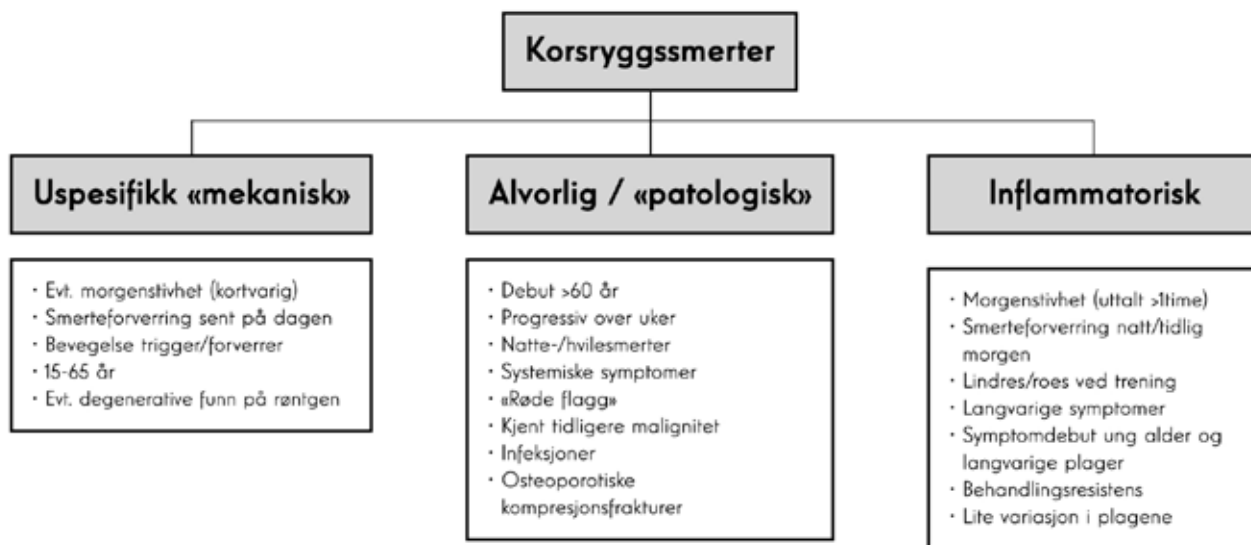 Korsryggssmerter
Uspesifikk «mekanisk»
· Evt. morgenstivhet (kortvarig)
· Smerteforverring sent på dagen
· Bevegelse trigger/forverrer
· 15-65 år
· Evt. degenerative funn på røntgen
Alvorlig / «patologisk»
· Debut >60 år
· Progressiv over uker
· Natte-/hvilesmerter
· Systemiske symptomer
· «Røde flagg»
· Kjent tidligere malignitet
· Infeksjoner
· Osteoporotiske
kompresjonsfrakturer
Inflammatorisk
· Morgenstivhet (uttalt >1time)
· Smerteforverring natt/tidlig
morgen
· Lindres/roes ved trening
· Langvarige symptomer
· Symptomdebut ung alder og
langvarige plager
· Behandlingsresistens
· Lite variasjon i plagene